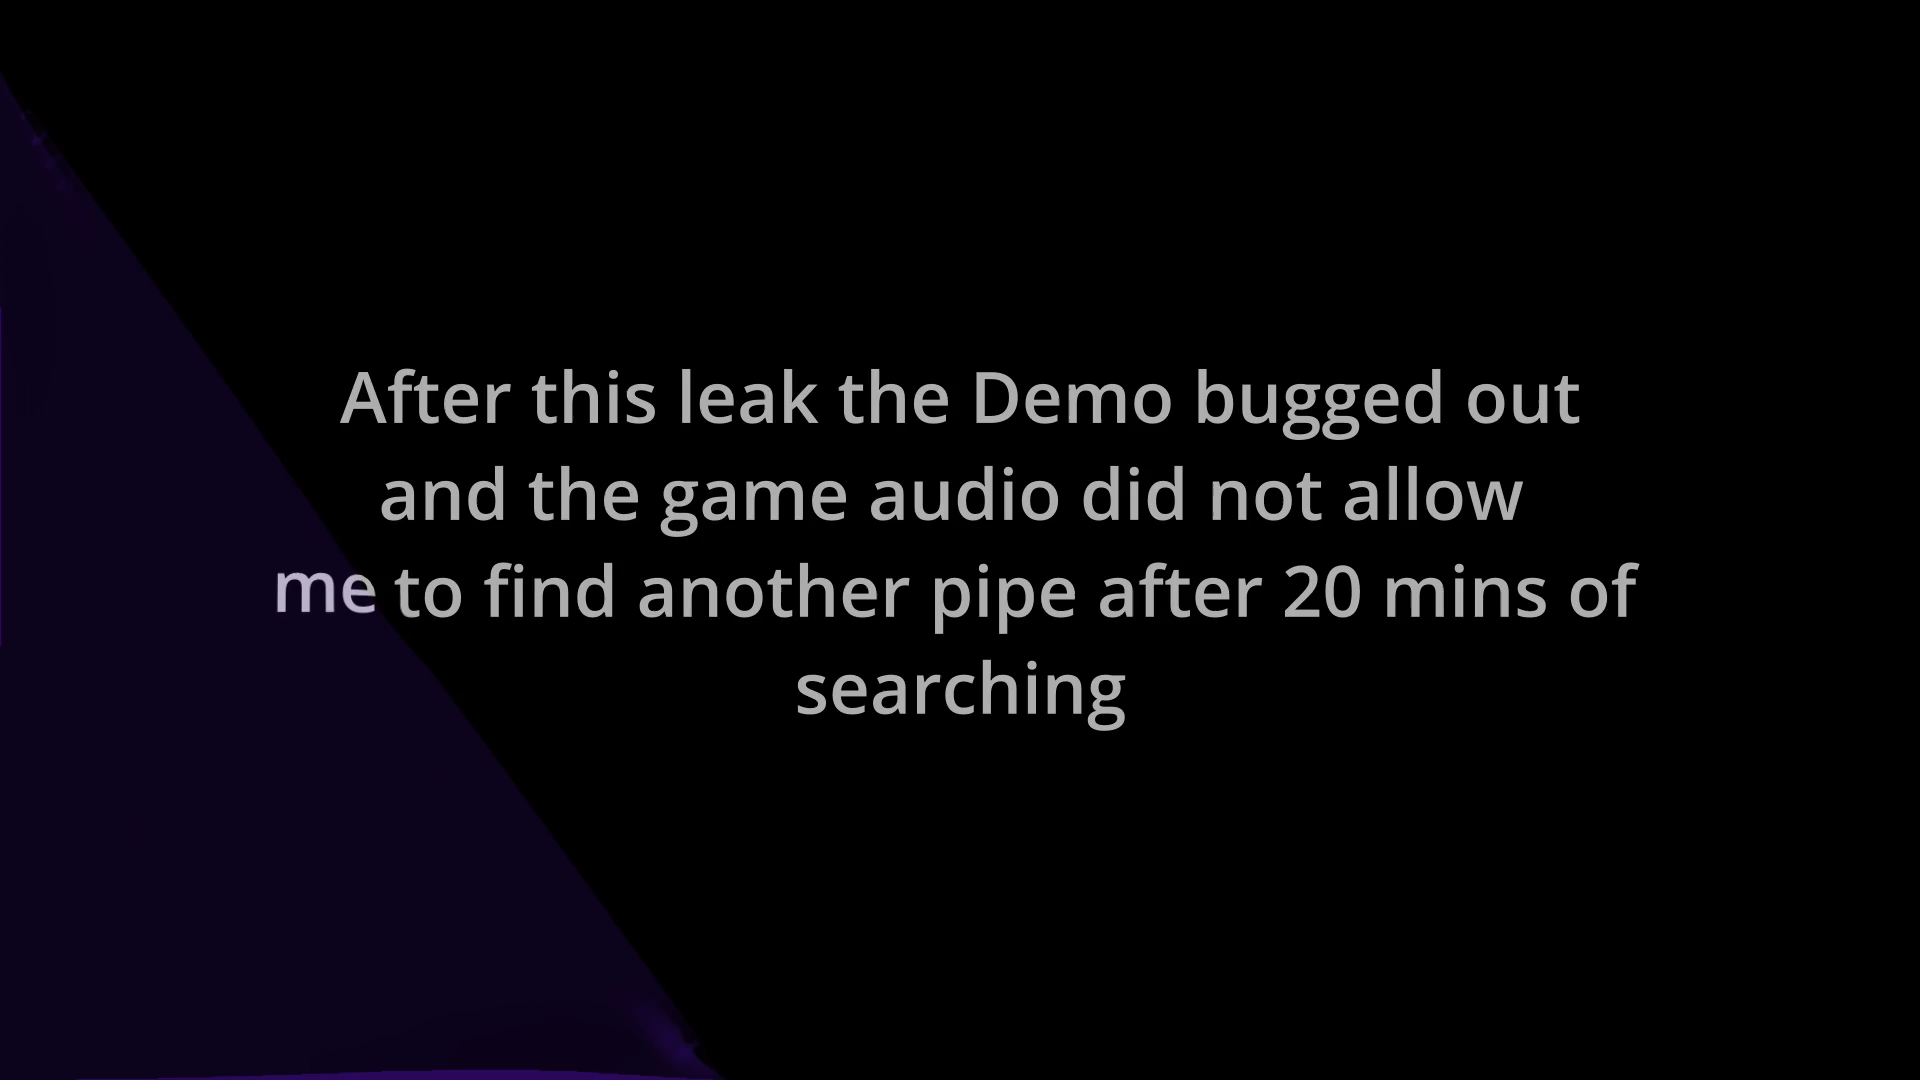 After this leak the Demo bugged out
and the game audio did not allow
me to find another pipe after 20 mins of
searching